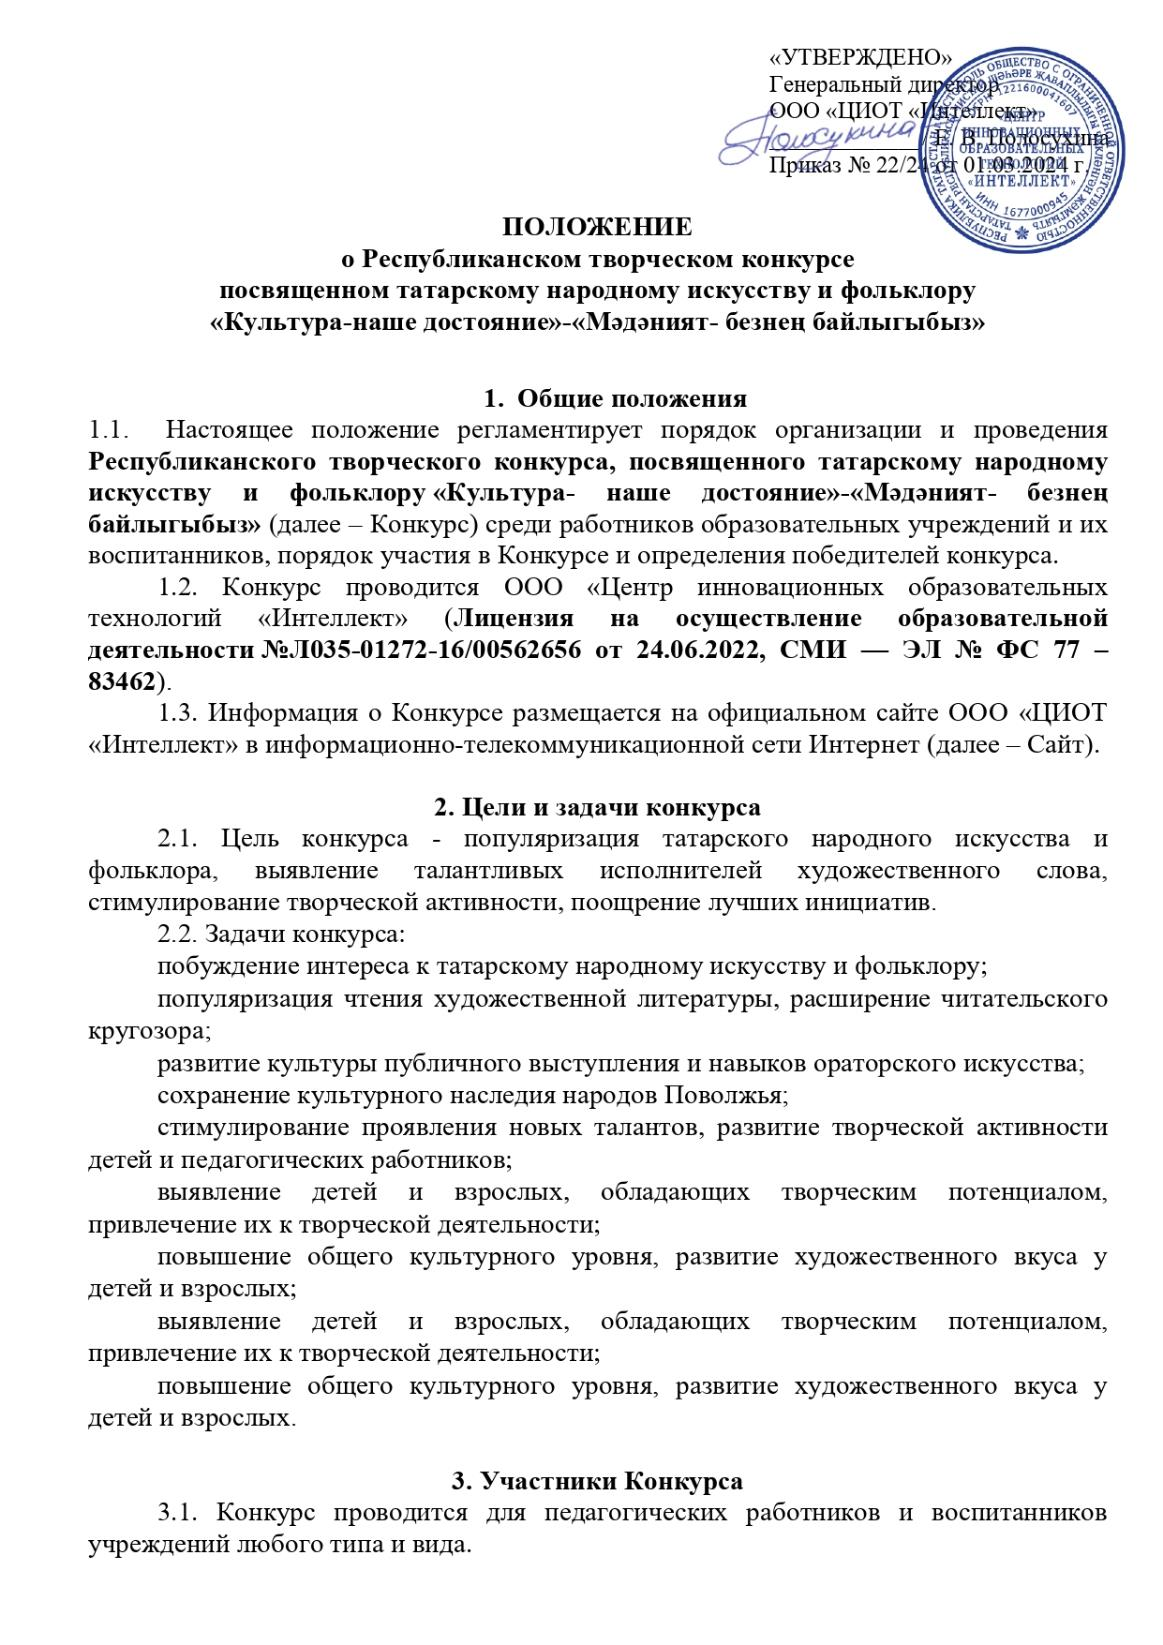 «УТВЕРЖДЕНО»
Генеральный директор
ООО «ЦИОТ «Интеллект»
Г. В. Полосухина
Приказ № 22/24 от 01.03.2024 г.
ОГРН 1221600041607
«ЦЕНТР
ИННОВАЦИОННЫХ
ОБРАЗОВАТЕЛЬНЫХ
ТЕХНОЛОГИЙ
«ИНТЕЛЛЕКТ»
ИНН 1677000945
ПОЛОЖЕНИЕ
о Республиканском творческом конкурсе
посвященном татарскому народному искусству и фольклору
«Культура-наше достояние»-«Мәдәният- безнең байлыгыбыз»
1. Общие положения
1.1. Настоящее положение регламентирует порядок организации и проведения
Республиканского творческого конкурса, посвященного татарскому народному
искусству и фольклору «Культура- наше достояние»-«Мәдәният- безнең
байлыгыбыз» (далее – Конкурс) среди работников образовательных учреждений и их
воспитанников, порядок участия в Конкурсе и определения победителей конкурса.
1.2. Конкурс проводится ООО «Центр инновационных образовательных
технологий «Интеллект» (Лицензия на осуществление образовательной
деятельности №Л035-01272-16/00562656 от 24.06.2022, СМИ — ЭЛ № ФС 77 –
83462).
1.3. Информация о Конкурсе размещается на официальном сайте ООО «ЦИОТ
«Интеллект» в информационно-телекоммуникационной сети Интернет (далее – Сайт).
2. Цели и задачи конкурса
2.1. Цель конкурса - популяризация татарского народного искусства и
фольклора, выявление талантливых исполнителей художественного слова,
стимулирование творческой активности, поощрение лучших инициатив.
2.2. Задачи конкурса:
побуждение интереса к татарскому народному искусству и фольклору;
популяризация чтения художественной литературы, расширение читательского
кругозора;
развитие культуры публичного выступления и навыков ораторского искусства;
сохранение культурного наследия народов Поволжья;
стимулирование проявления новых талантов, развитие творческой активности
детей и педагогических работников;
выявление детей и взрослых, обладающих творческим потенциалом,
привлечение их к творческой деятельности;
повышение общего культурного уровня, развитие художественного вкуса у
детей и взрослых;
выявление детей и взрослых, обладающих творческим потенциалом,
привлечение их к творческой деятельности;
повышение общего культурного уровня, развитие художественного вкуса у
детей и взрослых.
3. Участники Конкурса
3.1. Конкурс проводится для педагогических работников и воспитанников
учреждений любого типа и вида.